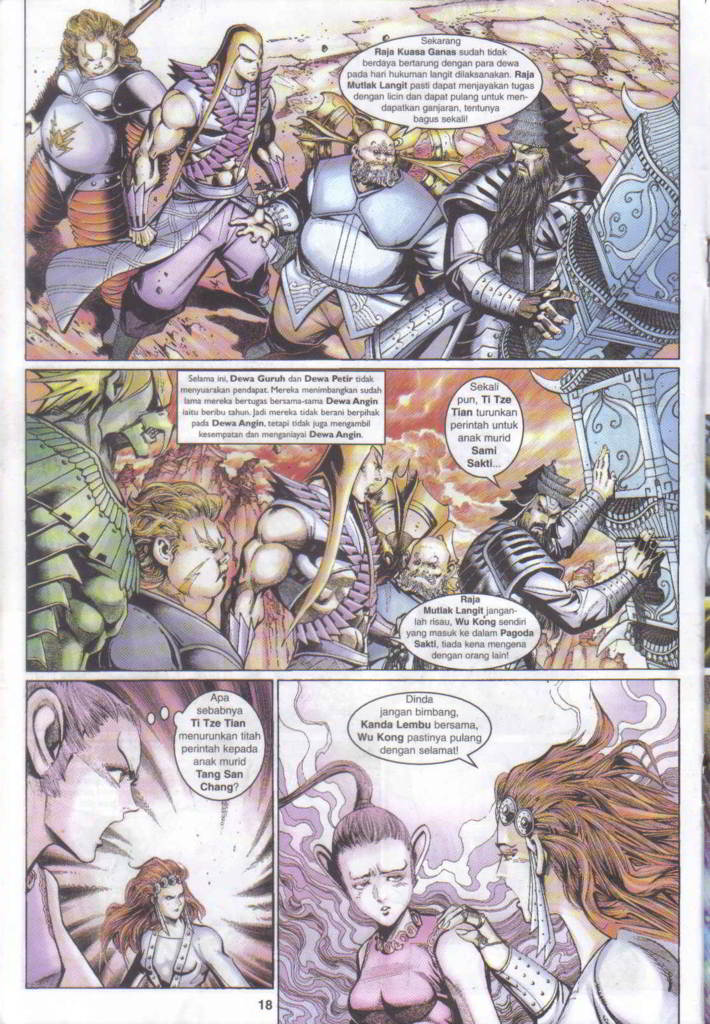 Sekarang
Raja Kuasa Ganas sudah tidak
berdaya bertarung dengan para dewa
pada hari hukuman langit dilaksanakan. Raja
Mutlak Langit pasti dapat menjayakan tugas
dengan licin dan dapat pulang untuk men-
dapatkan ganjaran, tentunya
bagus sekali!
Selama ini, Dewa Guruh dan Dewa Petir tidak
menyuarakan pendapat. Mereka menimbangkan sudah
lama mereka bertugas bersama-sama Dewa Angin
iaitu beribu tahun. Jadi mereka tidak berani berpihak
pada Dewa Angin, tetapi tidak juga mengambil
kesempatan dan menganiayai Dewa Angin.
Sekali
pun, Ti Tze
Tian turunkan
perintah untuk
anak murid
Sami
Sakti...
Raja
Mutlak Langit jangan-
lah risau, Wu Kong sendiri
yang masuk ke dalam Pagoda
Sakti, tiada kena mengena
dengan orang lain!
Apa
sebabnya
Ti Tze Tian
menurunkan titah
perintah kepada
anak murid
Tang San
Chang?
Dinda
jangan bimbang,
Kanda Lembu bersama,
Wu Kong pastinya pulang
dengan selamat!
18